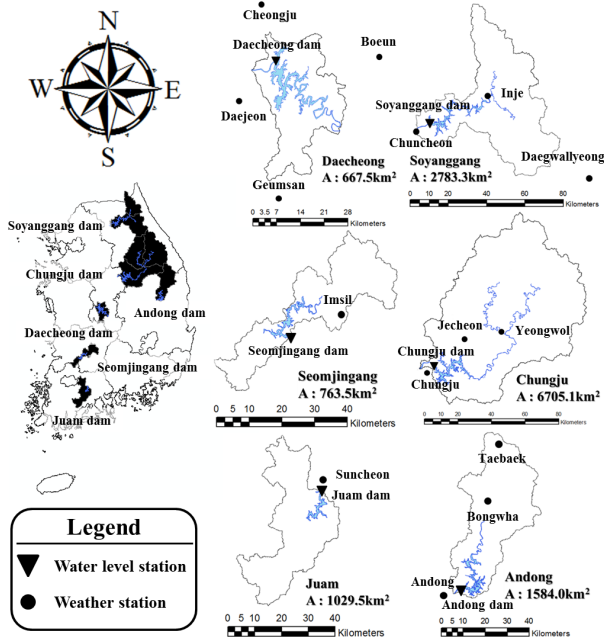 N
W
E
S
Cheongju
Daecheong dam
Boeun
Daejeon
Geumsan
Daecheong
A : 667.5km²
0 3.5 7 14 21 28
Kilometers
Soyanggang dam
Inje
Chuncheon
Daegwallyeong
Soyanggang
A : 2783.3km²
0 10 20 40 60 80
Kilometers
Soyanggang dam
Chungju dam
Andong dam
Daecheong dam
Seomjingang dam
Juam dam
Imsil
Seomjingang dam
Seomjingang
A : 763.5km²
0 5 10 20 30 40
Kilometers
Jecheon
Yeongwol
Chungju dam
Chungju
Chungju
A : 6705.1km²
0 5 10 20 30 40
Kilometers
Suncheon
Juam dam
Juam
A : 1029.5km²
0 5 10 20 30 40
Kilometers
Taebaek
Bongwha
Andong
Andong dam
Andong
A : 1584.0km²
0 5 10 20 30 40
Kilometers
Legend
Water level station
Weather station